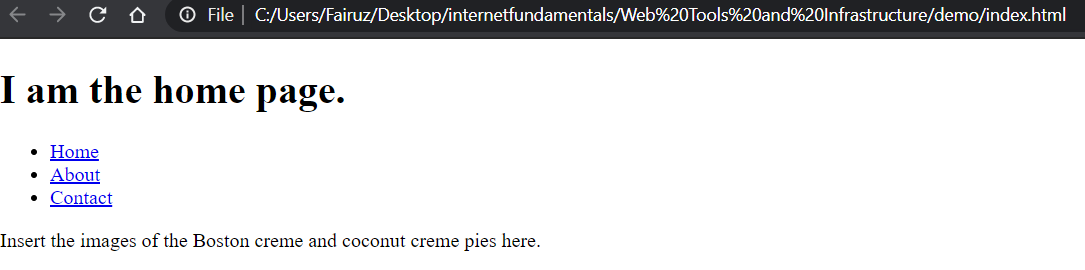 File C:/Users/Fairuz/Desktop/internetfundamentals/Web%20Tools%20and%20Infrastructure/demo/index.html
I am the home page.
Home
About
Contact
Insert the images of the Boston creme and coconut creme pies here.